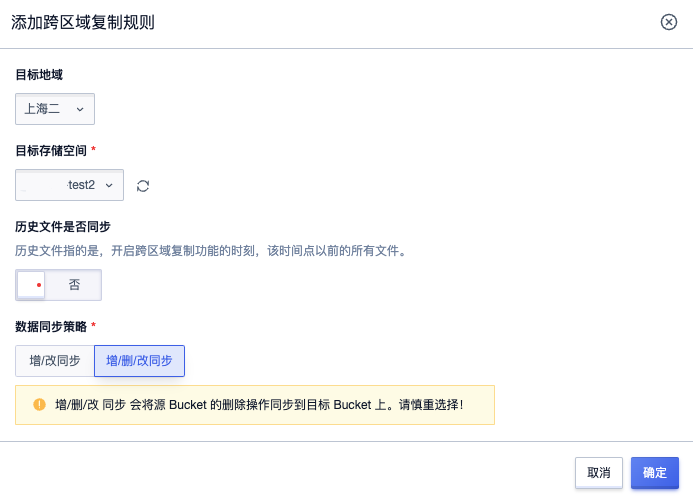 添加跨区域复制规则
目标地域
上海二
目标存储空间 *
test2
历史文件是否同步
历史文件指的是，开启跨区域复制功能的时刻，该时间点以前的所有文件。
否
数据同步策略 *
增/改同步 增/删/改同步
增/删/改 同步 会将源 Bucket 的删除操作同步到目标 Bucket 上。请慎重选择！
取消 确定